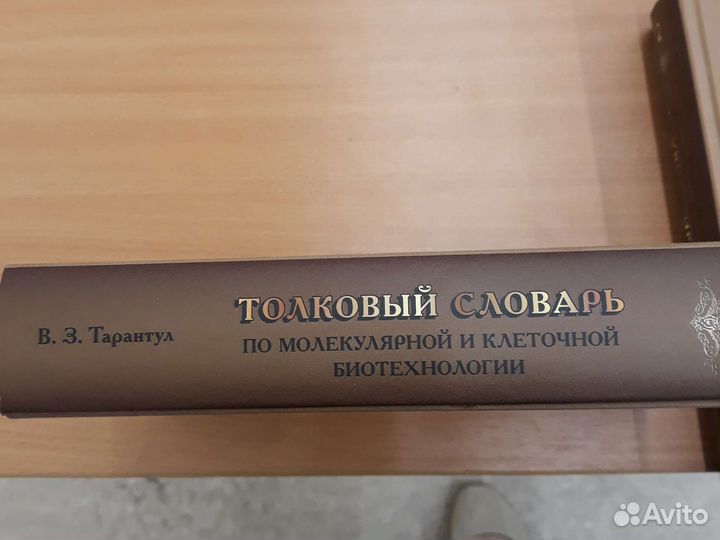 В. З. Тарантул
ТОЛКОВЫЙ СЛОВАРЬ
ПО МОЛЕКУЛЯРНОЙ И КЛЕТОЧНОЙ
БИОТЕХНОЛОГИИ
Avito